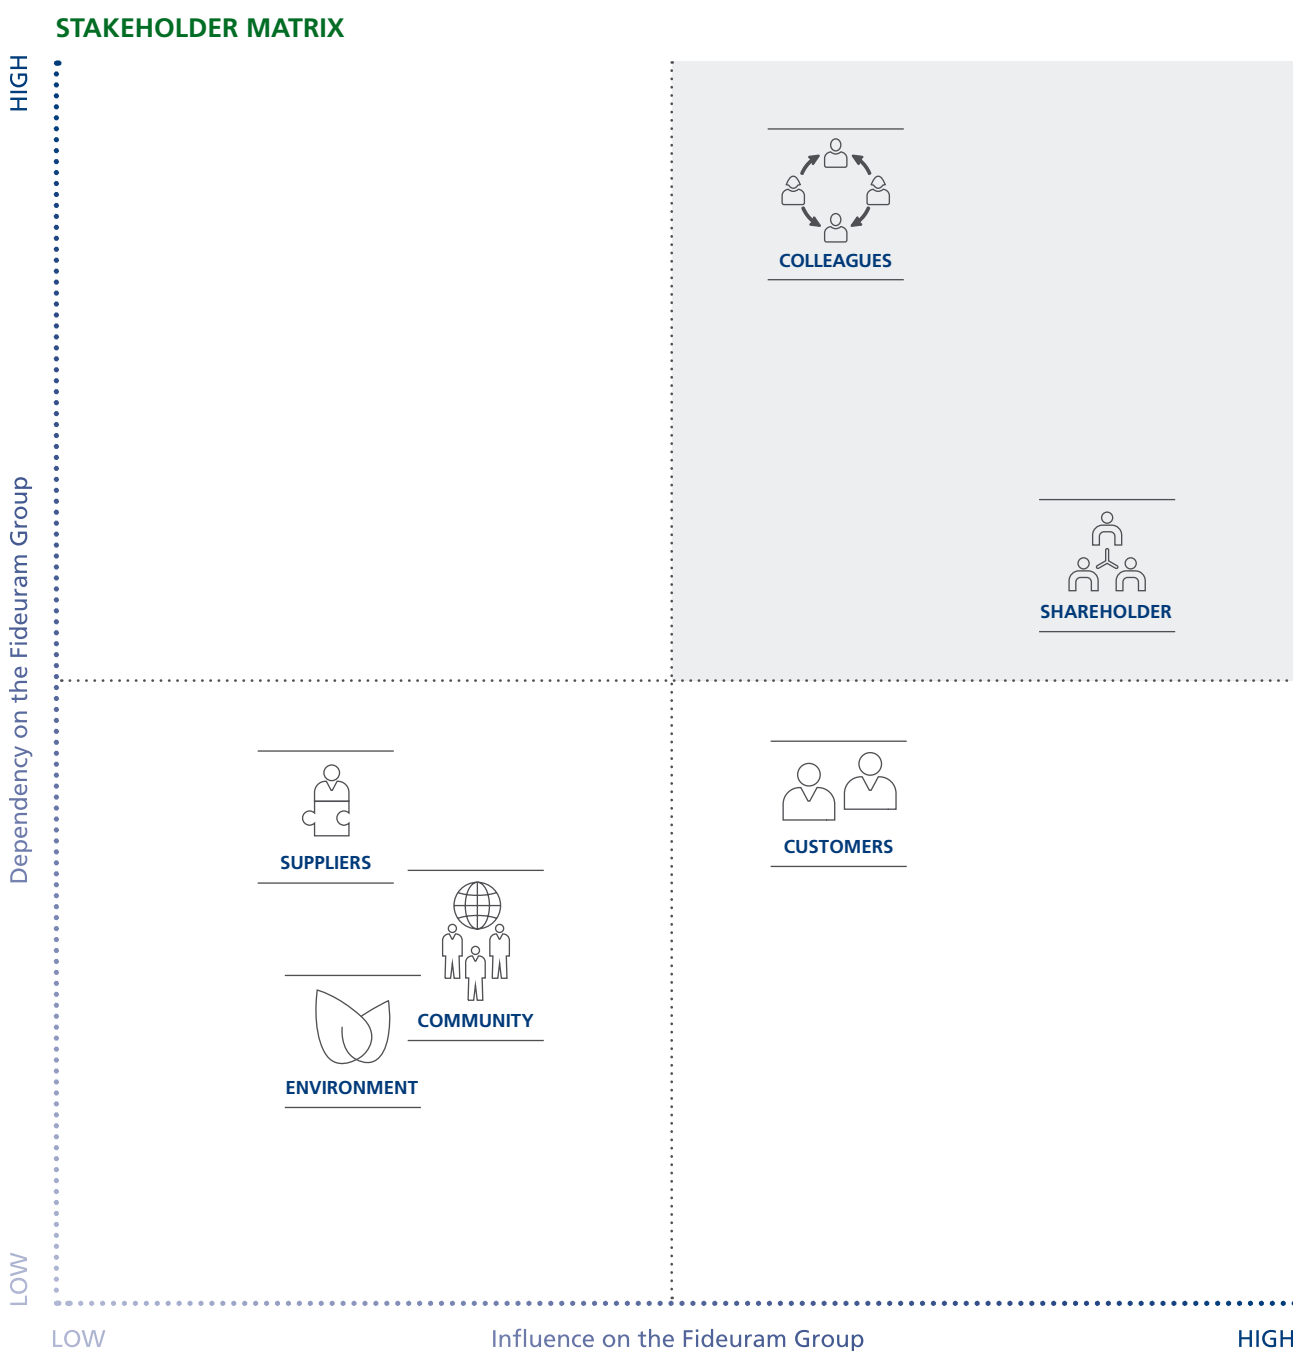 STAKEHOLDER MATRIX
HIGH
COLLEAGUES
Dependency on the Fideuram Group
SHAREHOLDER
SUPPLIERS
CUSTOMERS
COMMUNITY
ENVIRONMENT
LOW
LOW
Influence on the Fideuram Group
HIGH